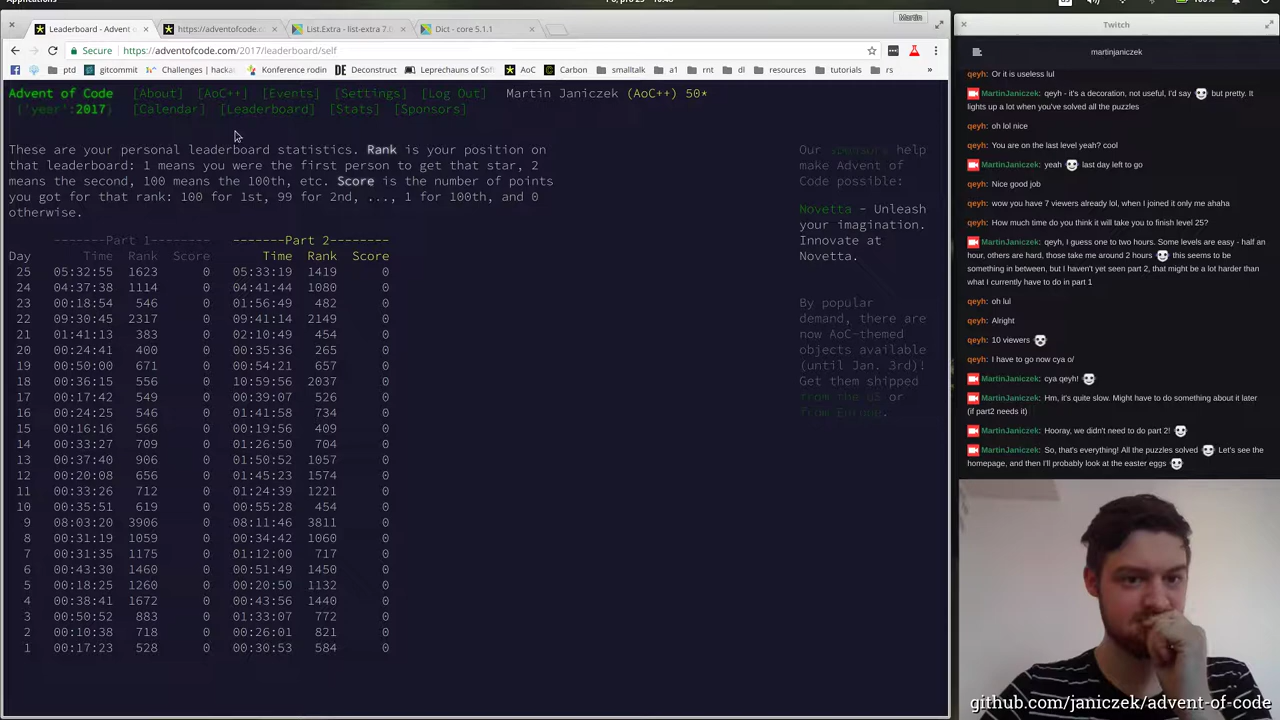 Applications
Martin
Leaderboard - Advent o
https://adventofcode.co
List.Extra - list-extra 7.0
Dict - core 5.1.1
Secure
https://adventofcode.com/2017/leaderboard/self
ptd
gitcommit
Challenges | hacka
Konference rodin
DE Deconstruct
Leprechauns of Sof
AoC
Carbon
smalltalk
a1
rnt
dl
resources
tutorials
rs
»
Advent of Code [About] [AoC++] [Events] [Settings] [Log Out] Martin Janiczek (AoC++) 50*
{'year':2017} [Calendar] [Leaderboard] [Stats] [Sponsors]
These are your personal leaderboard statistics. Rank is your position on
that leaderboard: 1 means you were the first person to get that star, 2
means the second, 100 means the 100th, etc. Score is the number of points
you got for that rank: 100 for 1st, 99 for 2nd, ..., 1 for 100th, and 0
otherwise.
-------Part 1-------- -------Part 2--------
Day Time Rank Score Time Rank Score
25 05:32:55 1623 0 05:33:19 1419 0
24 04:37:38 1114 0 04:41:44 1080 0
23 00:18:54 546 0 01:56:49 482 0
22 09:30:45 2317 0 09:41:14 2149 0
21 01:41:13 383 0 02:10:49 454 0
20 00:24:41 400 0 00:35:36 265 0
19 00:50:00 671 0 00:54:21 657 0
18 00:36:15 556 0 10:59:56 2037 0
17 00:17:42 549 0 00:39:07 526 0
16 00:24:25 546 0 01:41:58 734 0
15 00:16:16 566 0 00:19:56 409 0
14 00:33:27 709 0 01:26:50 704 0
13 00:37:40 906 0 01:50:52 1057 0
12 00:20:08 656 0 01:45:23 1574 0
11 00:33:26 712 0 01:24:39 1221 0
10 00:35:51 619 0 00:55:28 454 0
9 08:03:20 3906 0 08:11:46 3811 0
8 00:31:19 1059 0 00:34:42 1060 0
7 00:31:35 1175 0 01:12:00 717 0
6 00:43:30 1460 0 00:51:49 1450 0
5 00:18:25 1260 0 00:20:50 1132 0
4 00:38:41 1672 0 00:43:56 1440 0
3 00:50:52 883 0 01:33:07 772 0
2 00:10:38 718 0 00:26:01 821 0
1 00:17:23 528 0 00:30:53 584 0
Our sponsors help
make Advent of
Code possible:
Novetta - Unleash
your imagination.
Innovate at
Novetta.
By popular
demand, there are
now AoC-themed
objects available
(until Jan. 3rd)!
Get them shipped
from the US or
from Europe.
Twitch
martinjaniczek
qeyh: Or it is useless lul
MartinJaniczek: qeyh - it's a decoration, not useful, I'd say but pretty. It
lights up a lot when you've solved all the puzzles
qeyh: oh lol nice
qeyh: You are on the last level yeah? cool
MartinJaniczek: yeah last day left to go
qeyh: Nice good job
qeyh: wow you have 7 viewers already lol, when i joined it only me ahaha
qeyh: How much time do you think it will take you to finish level 25?
MartinJaniczek: qeyh, I guess one to two hours. Some levels are easy - half an
hour, others are hard, those take me around 2 hours this seems to be
something in between, but I haven't yet seen part 2, that might be a lot harder than
what I currently have to do in part 1
qeyh: oh lul
qeyh: Alright
qeyh: 10 viewers
qeyh: I have to go now cya o/
MartinJaniczek: cya qeyh!
MartinJaniczek: Hm, it's quite slow. Might have to do something about it later
(if part2 needs it)
MartinJaniczek: Hooray, we didn't need to do part 2!
MartinJaniczek: So, that's everything! All the puzzles solved Let's see the
homepage, and then I'll probably look at the easter eggs
github.com/janiczek/advent-of-code